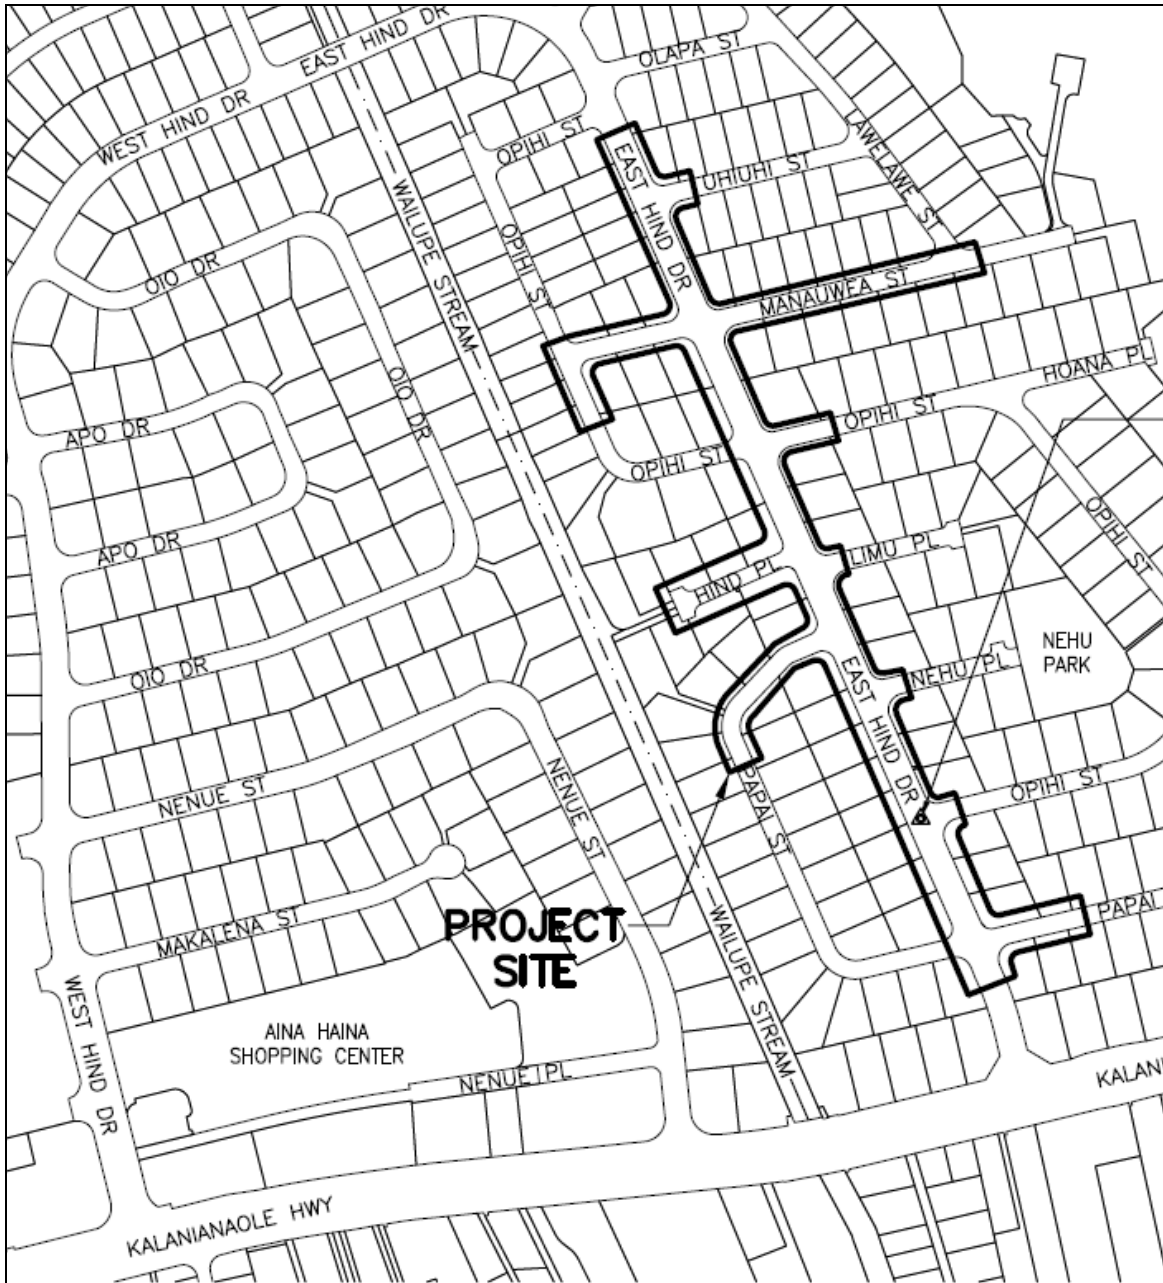 EAST HIND DR
OLAPA ST
WEST HIND DR
OPIHI ST
EAST HIND DR
UHIUHI ST
LAWELAWE ST
WAILUPE STREAM
OPIHI ST
OIO DR
MANAUWEA ST
HOANA PL
OIO DR
OPIHI ST
APO DR
OPIHI ST
OPIHI ST
APO DR
LIMU PL
HIND PL
NEHU
PARK
OIO DR
NEHU PL
EAST HIND DR
NENUE ST
NENUE ST
OPIHI ST
PAPAI ST
MAKALENA ST
PROJECT
SITE
PAPAI
WAILUPE STREAM
WEST HIND DR
AINA HAINA
SHOPPING CENTER
NENUE PL
KALANI
KALANIANAOLE HWY